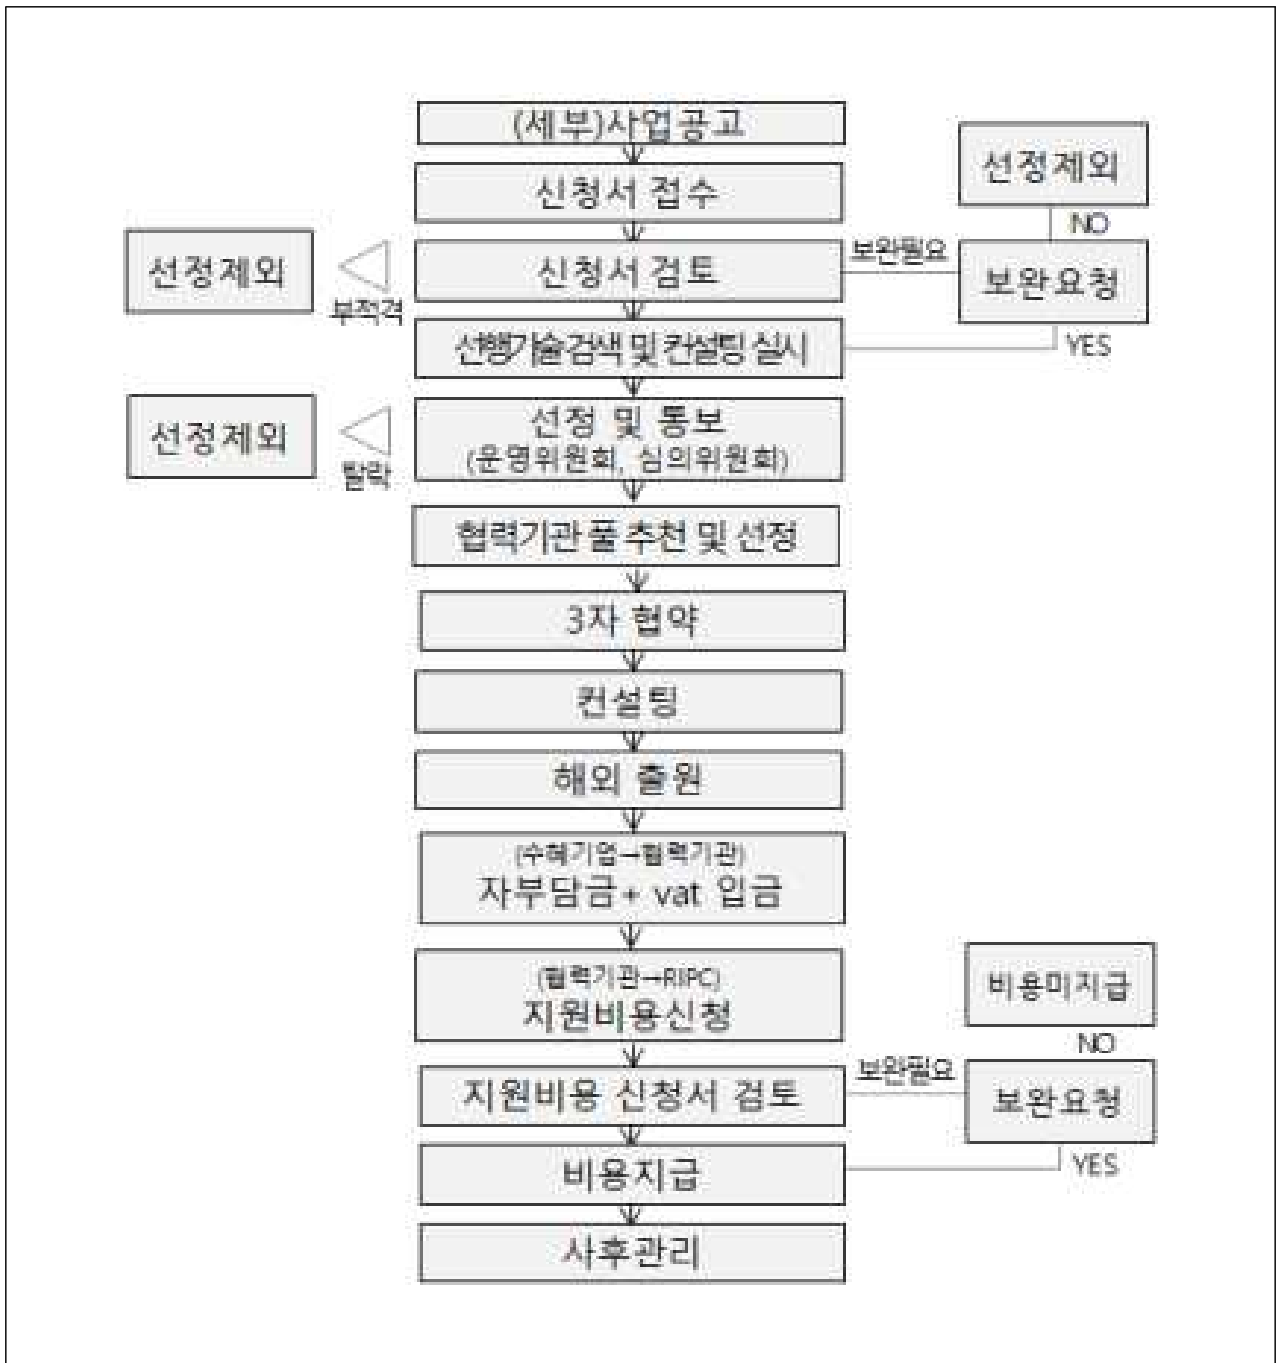 (세부)사업공고
선정제외
신청서 접수
NO
선정제외
부적격
신청서 검토
보완필요
보완요청
YES
선행기술검색 및 컨설팅 실시
선정제외
탈락
선정 및 통보
(운영위원회, 심의위원회)
협력기관 풀 추천 및 선정
3자 협약
컨설팅
해외 출원
(수혜기업→협력기관)
자부담금+ vat 입금
(협력기관→RIPC)
지원비용신청
비용미지급
NO
지원비용 신청서 검토
보완필요
보완요청
YES
비용지급
사후관리